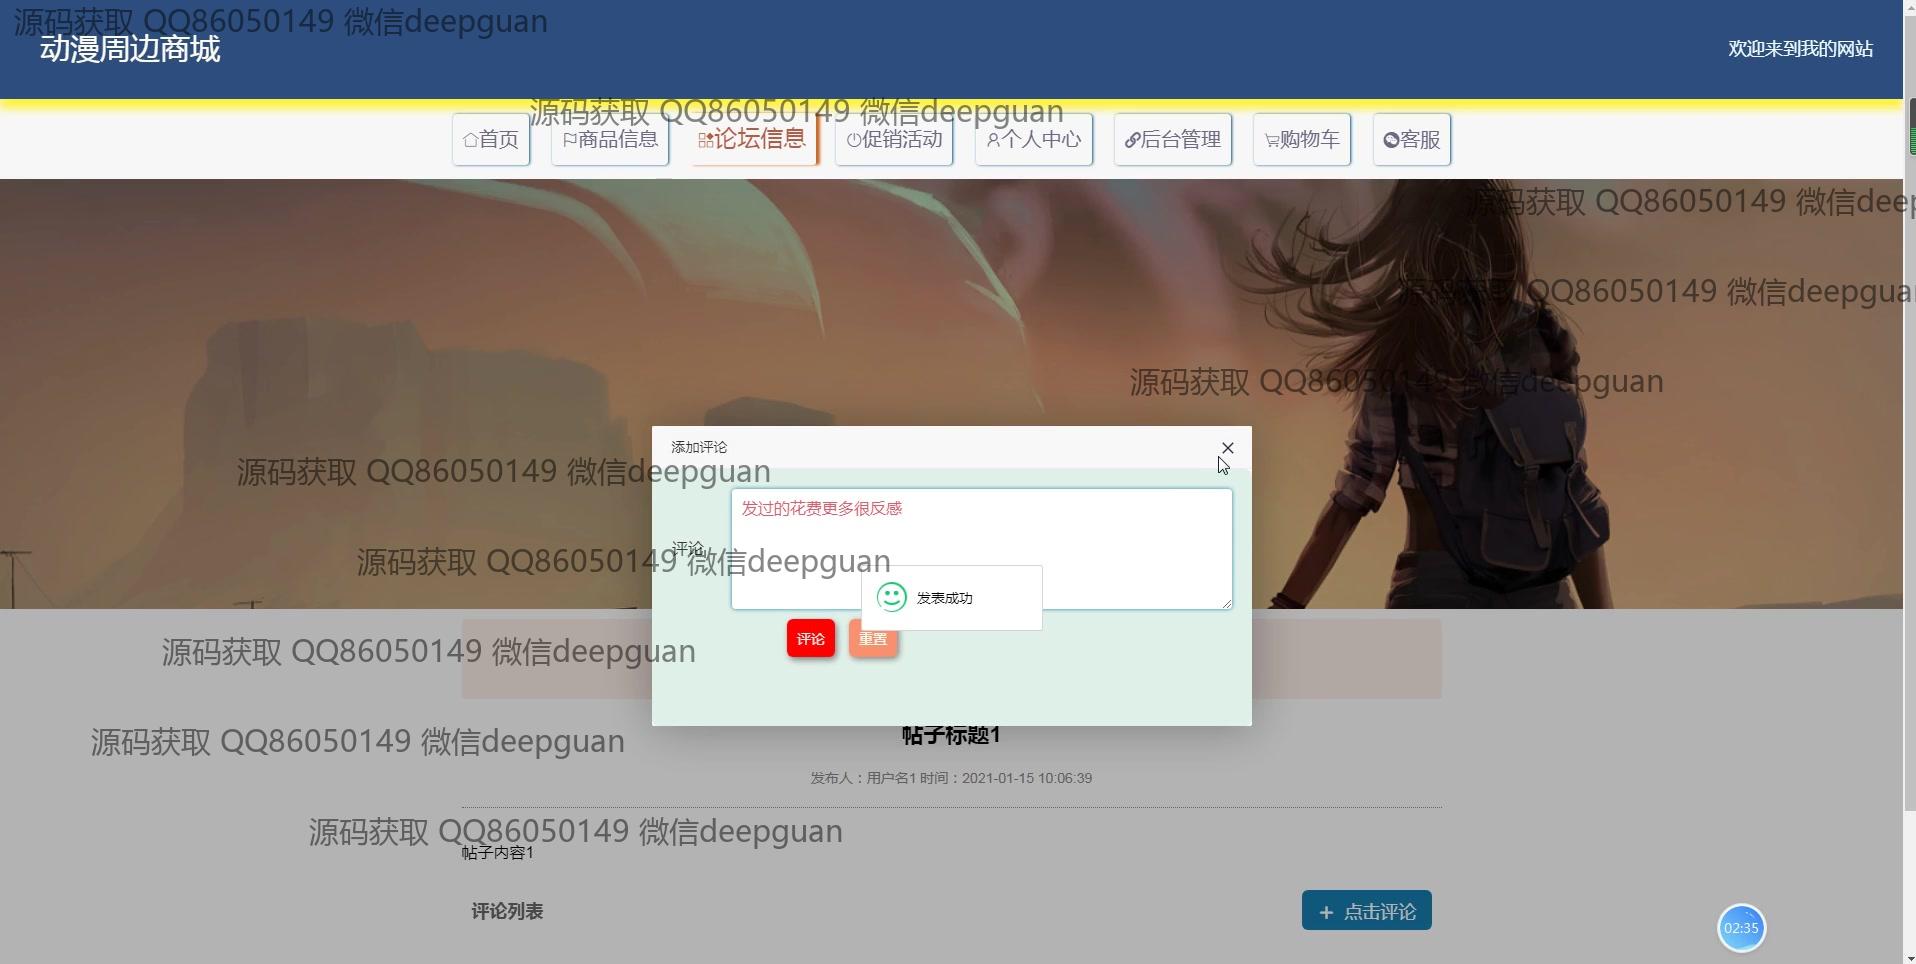 源码获取 QQ86050149 微信deepguan
动漫周边商城
欢迎来到我的网站
源码获取 QQ86050149 微信deepguan
首页 商品信息 论坛信息 促销活动 个人中心 后台管理 购物车 客服
源码获取 QQ86050149 微信deep
源码获取 QQ86050149 微信deepgua
源码获取 QQ86050149 微信deepguan
添加评论
源码获取 QQ86050149 微信deepguan
发过的花费更多很反感
评论
源码获取 QQ86050149 微信deepguan
发表成功
评论 重置
源码获取 QQ86050149 微信deepguan
帖子标题1
源码获取 QQ86050149 微信deepguan
发布人：用户名1 时间：2021-01-15 10:06:39
源码获取 QQ86050149 微信deepguan
帖子内容1
评论列表
点击评论
02:35